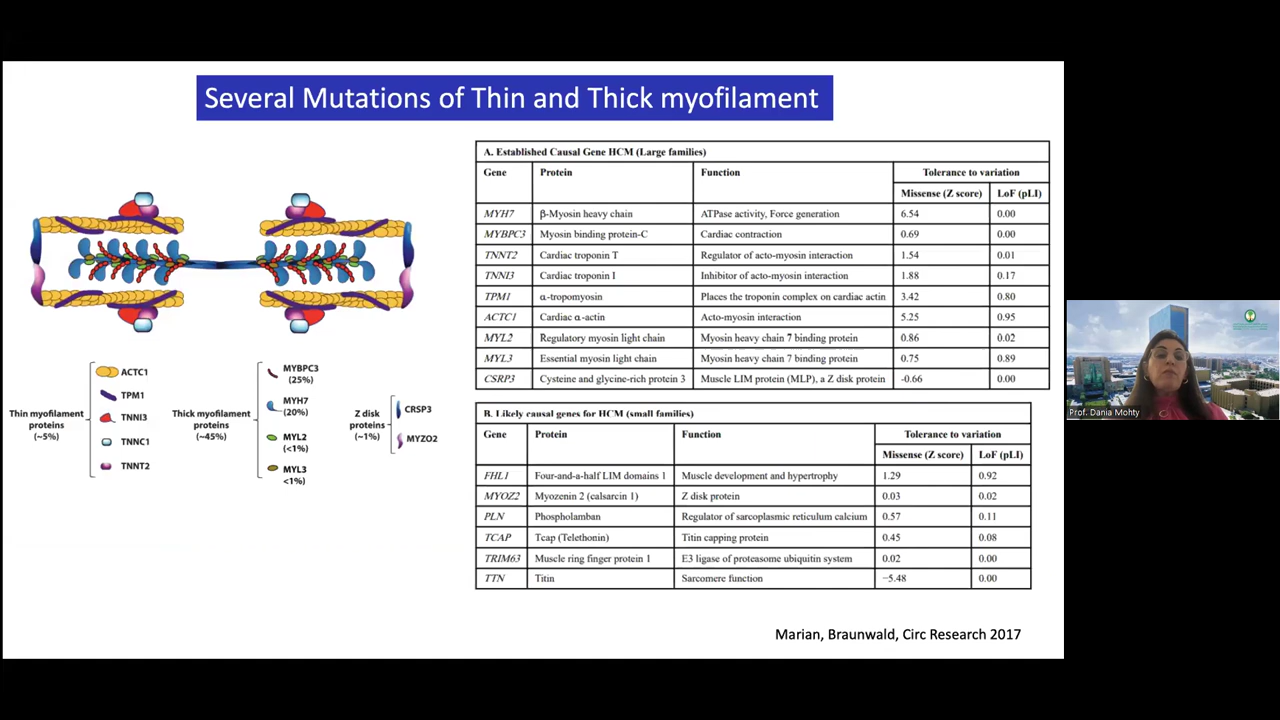 Several Mutations of Thin and Thick myofilament
Thin myofilament
proteins
(~5%)
ACTC1
TPM1
TNNI3
TNNC1
TNNT2
Thick myofilament
proteins
(~45%)
MYBPC3
(25%)
MYH7
(20%)
MYL2
(<1%)
MYL3
<1%)
Z disk
proteins
(~1%)
CSRP3
MYZO2
A. Established Causal Gene HCM (Large families)
Gene Protein Function Tolerance to variation
Missense (Z score) LoF (pLI)
MYH7 β-Myosin heavy chain ATPase activity, Force generation 6.54 0.00
MYBPC3 Myosin binding protein-C Cardiac contraction 0.69 0.00
TNNT2 Cardiac troponin T Regulator of acto-myosin interaction 1.54 0.01
TNNI3 Cardiac troponin I Inhibitor of acto-myosin interaction 1.88 0.17
TPM1 α-tropomyosin Places the troponin complex on cardiac actin 3.42 0.80
ACTC1 Cardiac α-actin Acto-myosin interaction 5.25 0.95
MYL2 Regulatory myosin light chain Myosin heavy chain 7 binding protein 0.86 0.02
MYL3 Essential myosin light chain Myosin heavy chain 7 binding protein 0.75 0.89
CSRP3 Cysteine and glycine-rich protein 3 Muscle LIM protein (MLP), a Z disk protein -0.66 0.00
B. Likely causal genes for HCM (small families)
Gene Protein Function Tolerance to variation
Missense (Z score) LoF (pLI)
FHL1 Four-and-a-half LIM domains 1 Muscle development and hypertrophy 1.29 0.92
MYOZ2 Myozenin 2 (calsarcin 1) Z disk protein 0.03 0.02
PLN Phospholamban Regulator of sarcoplasmic reticulum calcium 0.57 0.11
TCAP Tcap (Telethonin) Titin capping protein 0.45 0.08
TRIM63 Muscle ring finger protein 1 E3 ligase of proteasome ubiquitin system 0.02 0.00
TTN Titin Sarcomere function −5.48 0.00
Marian, Braunwald, Circ Research 2017
Prof. Dania Mohty